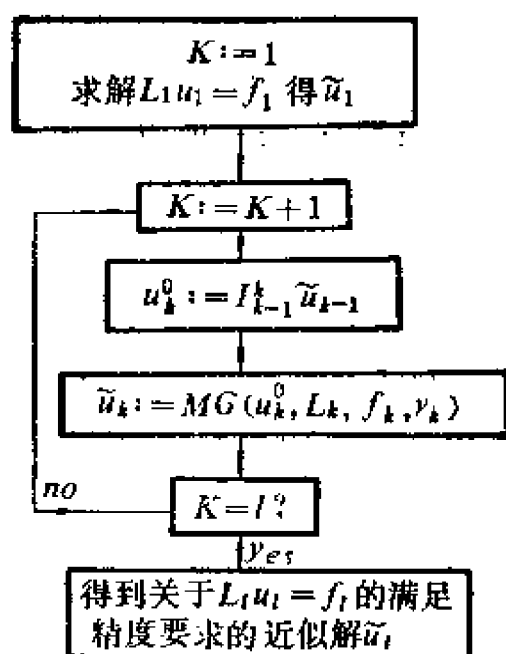 K:=1
求解L₁u₁=f₁ 得ũ₁
K:=K+1
u⁰ₖ:=Iᵏₖ₋₁ũₖ₋₁
ũₖ:=MG(u⁰ₖ, Lₖ, fₖ, νₖ)
no
K=l?
yes
得到关于Lₗuₗ=fₗ的满足
精度要求的近似解ũₗ